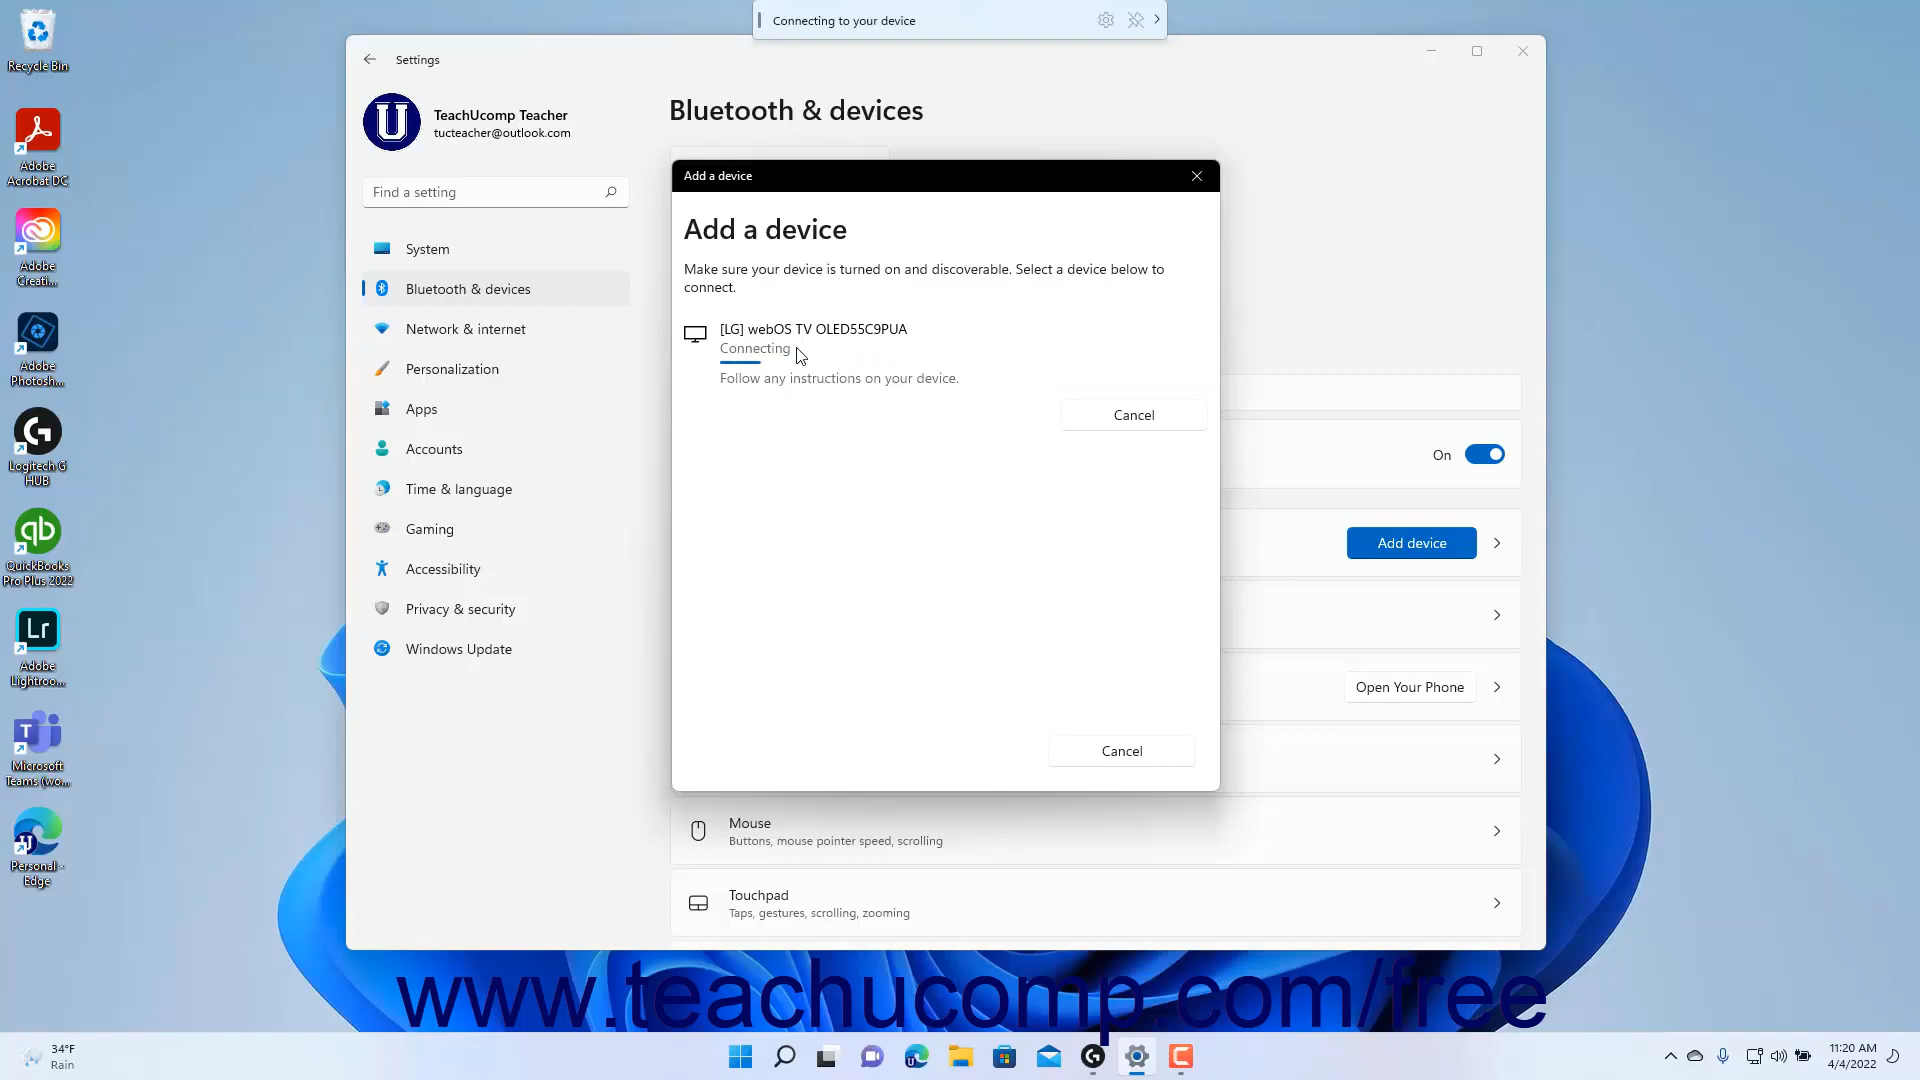 Connecting to your device
Recycle Bin
Adobe
Acrobat DC
Adobe
Creati...
Adobe
Photosh...
Logitech G
HUB
QuickBooks
Pro Plus 2022
Adobe
Lightroo...
Microsoft
Teams (wo...
Personal -
Edge
Settings
TeachUcomp Teacher
tucteacher@outlook.com
Find a setting
System
Bluetooth & devices
Network & internet
Personalization
Apps
Accounts
Time & language
Gaming
Accessibility
Privacy & security
Windows Update
Bluetooth & devices
Add a device
Add a device
Make sure your device is turned on and discoverable. Select a device below to
connect.
[LG] webOS TV OLED55C9PUA
Connecting
Follow any instructions on your device.
Cancel
Cancel
On
Add device
Open Your Phone
Mouse
Buttons, mouse pointer speed, scrolling
Touchpad
Taps, gestures, scrolling, zooming
www.teachucomp.com/free
34°F
Rain
11:20 AM
4/4/2022